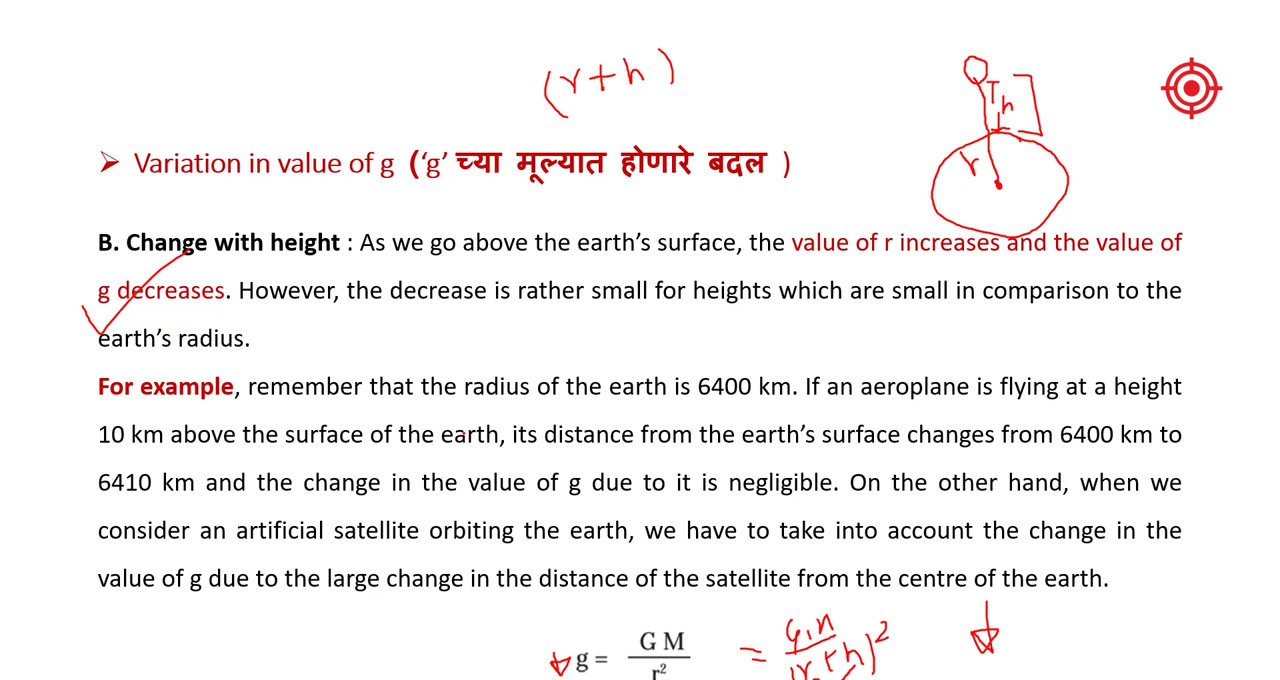 (r+h)
h
➢ Variation in value of g (‘g’ च्या मूल्यात होणारे बदल )
r
B. Change with height : As we go above the earth’s surface, the value of r increases and the value of
g decreases. However, the decrease is rather small for heights which are small in comparison to the
earth’s radius.
For example, remember that the radius of the earth is 6400 km. If an aeroplane is flying at a height
10 km above the surface of the earth, its distance from the earth’s surface changes from 6400 km to
6410 km and the change in the value of g due to it is negligible. On the other hand, when we
consider an artificial satellite orbiting the earth, we have to take into account the change in the
value of g due to the large change in the distance of the satellite from the centre of the earth.
G M
g =
r²
= (r+h)²